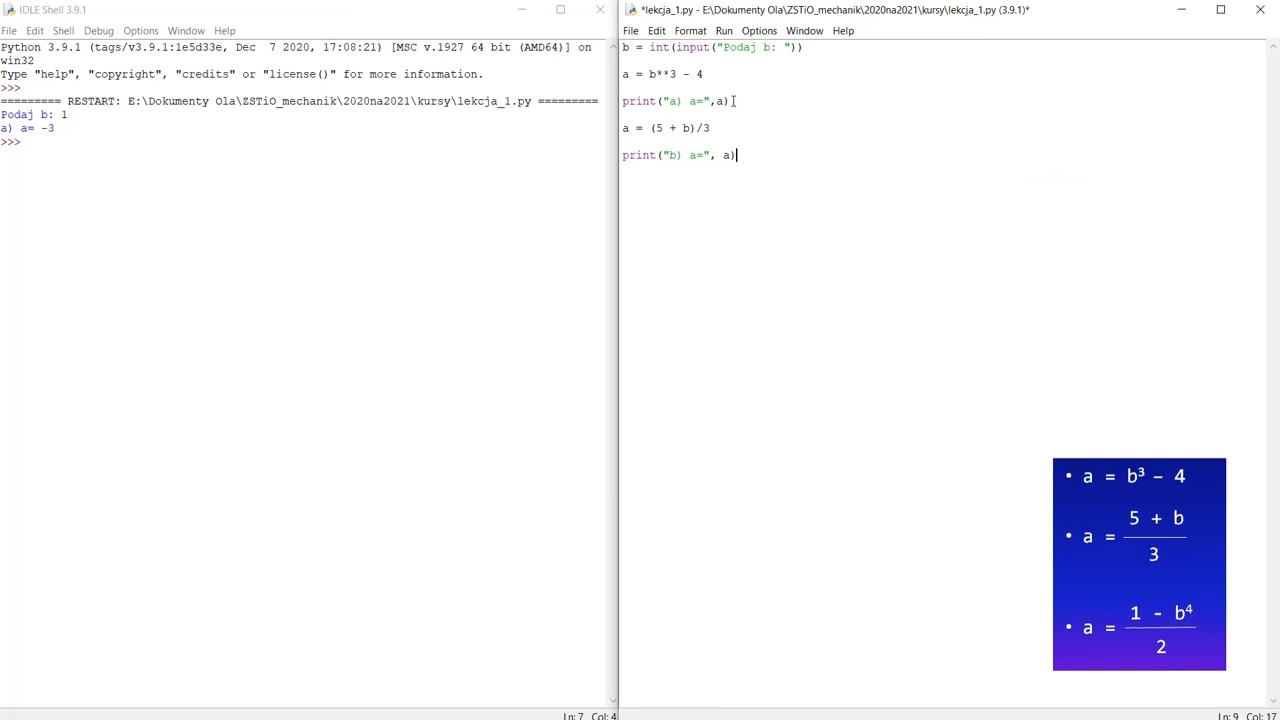 IDLE Shell 3.9.1
File Edit Shell Debug Options Window Help
Python 3.9.1 (tags/v3.9.1:1e5d33e, Dec  7 2020, 17:08:21) [MSC v.1927 64 bit (AMD64)] on
win32
Type "help", "copyright", "credits" or "license()" for more information.
>>>
========= RESTART: E:\Dokumenty Ola\ZSTiO_mechanik\2020na2021\kursy\lekcja_1.py =========
Podaj b: 1
a) a= -3
>>>
Ln: 7 Col: 4
*lekcja_1.py - E:\Dokumenty Ola\ZSTiO_mechanik\2020na2021\kursy\lekcja_1.py (3.9.1)*
File Edit Format Run Options Window Help
b = int(input("Podaj b: "))
a = b**3 - 4
print("a) a=",a)
a = (5 + b)/3
print("b) a=", a)
• a = b³ – 4
• a = 5 + b
3
• a = 1 - b⁴
2
Ln: 9 Col: 17